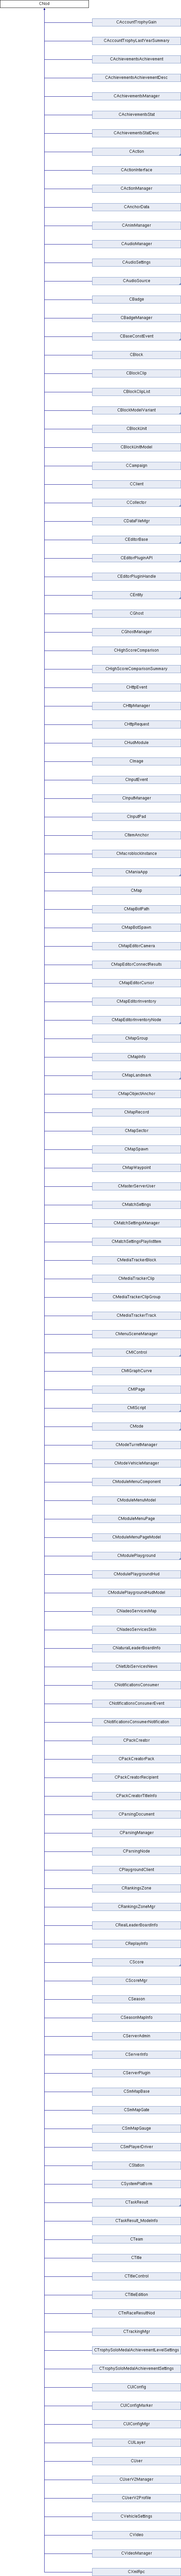 CNod
CAccountTrophyGain
CAccountTrophyLastYearSummary
CAchievementsAchievement
CAchievementsAchievementDesc
CAchievementsManager
CAchievementsStat
CAchievementsStatDesc
CAction
CActionInterface
CActionManager
CAnchorData
CAnimManager
CAudioManager
CAudioSettings
CAudioSource
CBadge
CBadgeManager
CBaseConstEvent
CBlock
CBlockClip
CBlockClipList
CBlockModelVariant
CBlockUnit
CBlockUnitModel
CCampaign
CClient
CCollector
CDataFileMgr
CEditorBase
CEditorPluginAPI
CEditorPluginHandle
CEntity
CGhost
CGhostManager
CHighScoreComparison
CHighScoreComparisonSummary
CHttpEvent
CHttpManager
CHttpRequest
CHudModule
CImage
CInputEvent
CInputManager
CInputPad
CItemAnchor
CMacroblockInstance
CManiaApp
CMap
CMapBotPath
CMapBotSpawn
CMapEditorCamera
CMapEditorConnectResults
CMapEditorCursor
CMapEditorInventory
CMapEditorInventoryNode
CMapGroup
CMapInfo
CMapLandmark
CMapObjectAnchor
CMapRecord
CMapSector
CMapSpawn
CMapWaypoint
CMasterServerUser
CMatchSettings
CMatchSettingsManager
CMatchSettingsPlaylistItem
CMediaTrackerBlock
CMediaTrackerClip
CMediaTrackerClipGroup
CMediaTrackerTrack
CMenuSceneManager
CMlControl
CMlGraphCurve
CMlPage
CMlScript
CMode
CModeTurretManager
CModeVehicleManager
CModuleMenuComponent
CModuleMenuModel
CModuleMenuPage
CModuleMenuPageModel
CModulePlayground
CModulePlaygroundHud
CModulePlaygroundHudModel
CNadeoServicesMap
CNadeoServicesSkin
CNaturalLeaderBoardInfo
CNetUbiServicesNews
CNotificationsConsumer
CNotificationsConsumerEvent
CNotificationsConsumerNotification
CPackCreator
CPackCreatorPack
CPackCreatorRecipient
CPackCreatorTitleInfo
CParsingDocument
CParsingManager
CParsingNode
CPlaygroundClient
CRankingsZone
CRankingsZoneMgr
CRealLeaderBoardInfo
CReplayInfo
CScore
CScoreMgr
CSeason
CSeasonMapInfo
CServerAdmin
CServerInfo
CServerPlugin
CSmMapBase
CSmMapGate
CSmMapGauge
CSmPlayerDriver
CStation
CSystemPlatform
CTaskResult
CTaskResult_ModeInfo
CTeam
CTitle
CTitleControl
CTitleEdition
CTmRaceResultNod
CTrackingMgr
CTrophySoloMedalAchievementLevelSettings
CTrophySoloMedalAchievementSettings
CUIConfig
CUIConfigMarker
CUIConfigMgr
CUILayer
CUser
CUserV2Manager
CUserV2Profile
CVehicleSettings
CVideo
CVideoManager
CXmlRpc